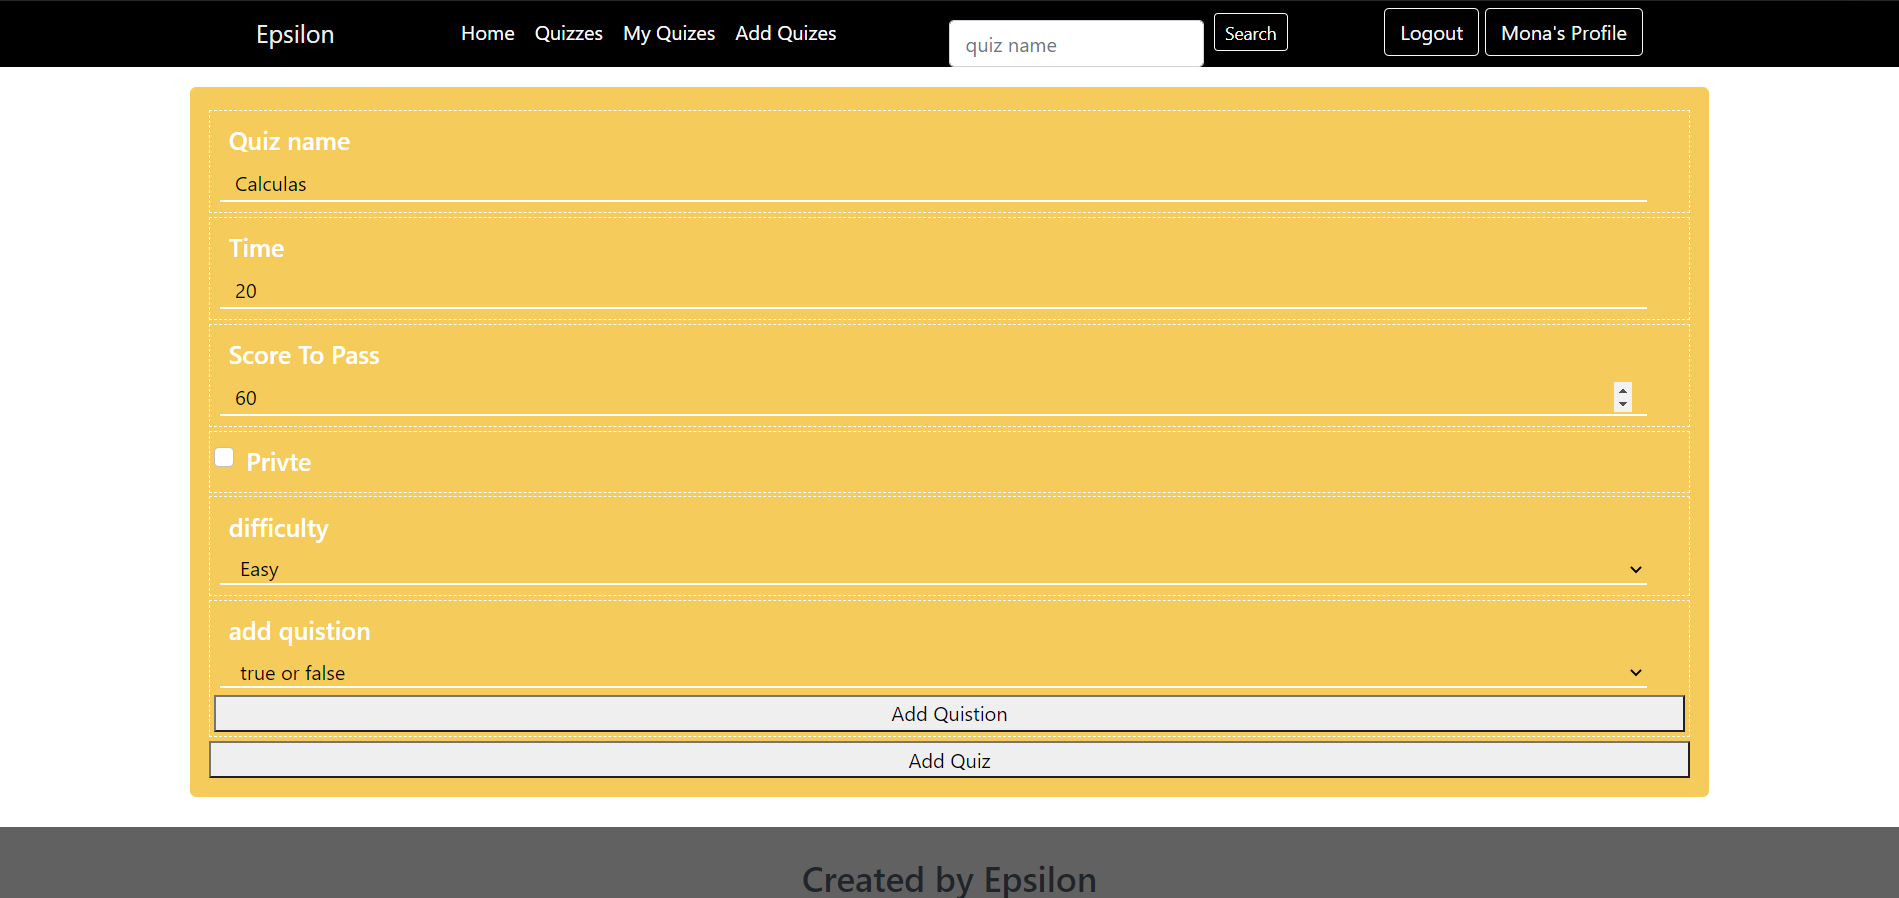 Epsilon Home Quizzes My Quizes Add Quizes quiz name Search Logout Mona's Profile
Quiz name
Calculas
Time
20
Score To Pass
60
Privte
difficulty
Easy
add quistion
true or false
Add Quistion
Add Quiz
Created by Epsilon